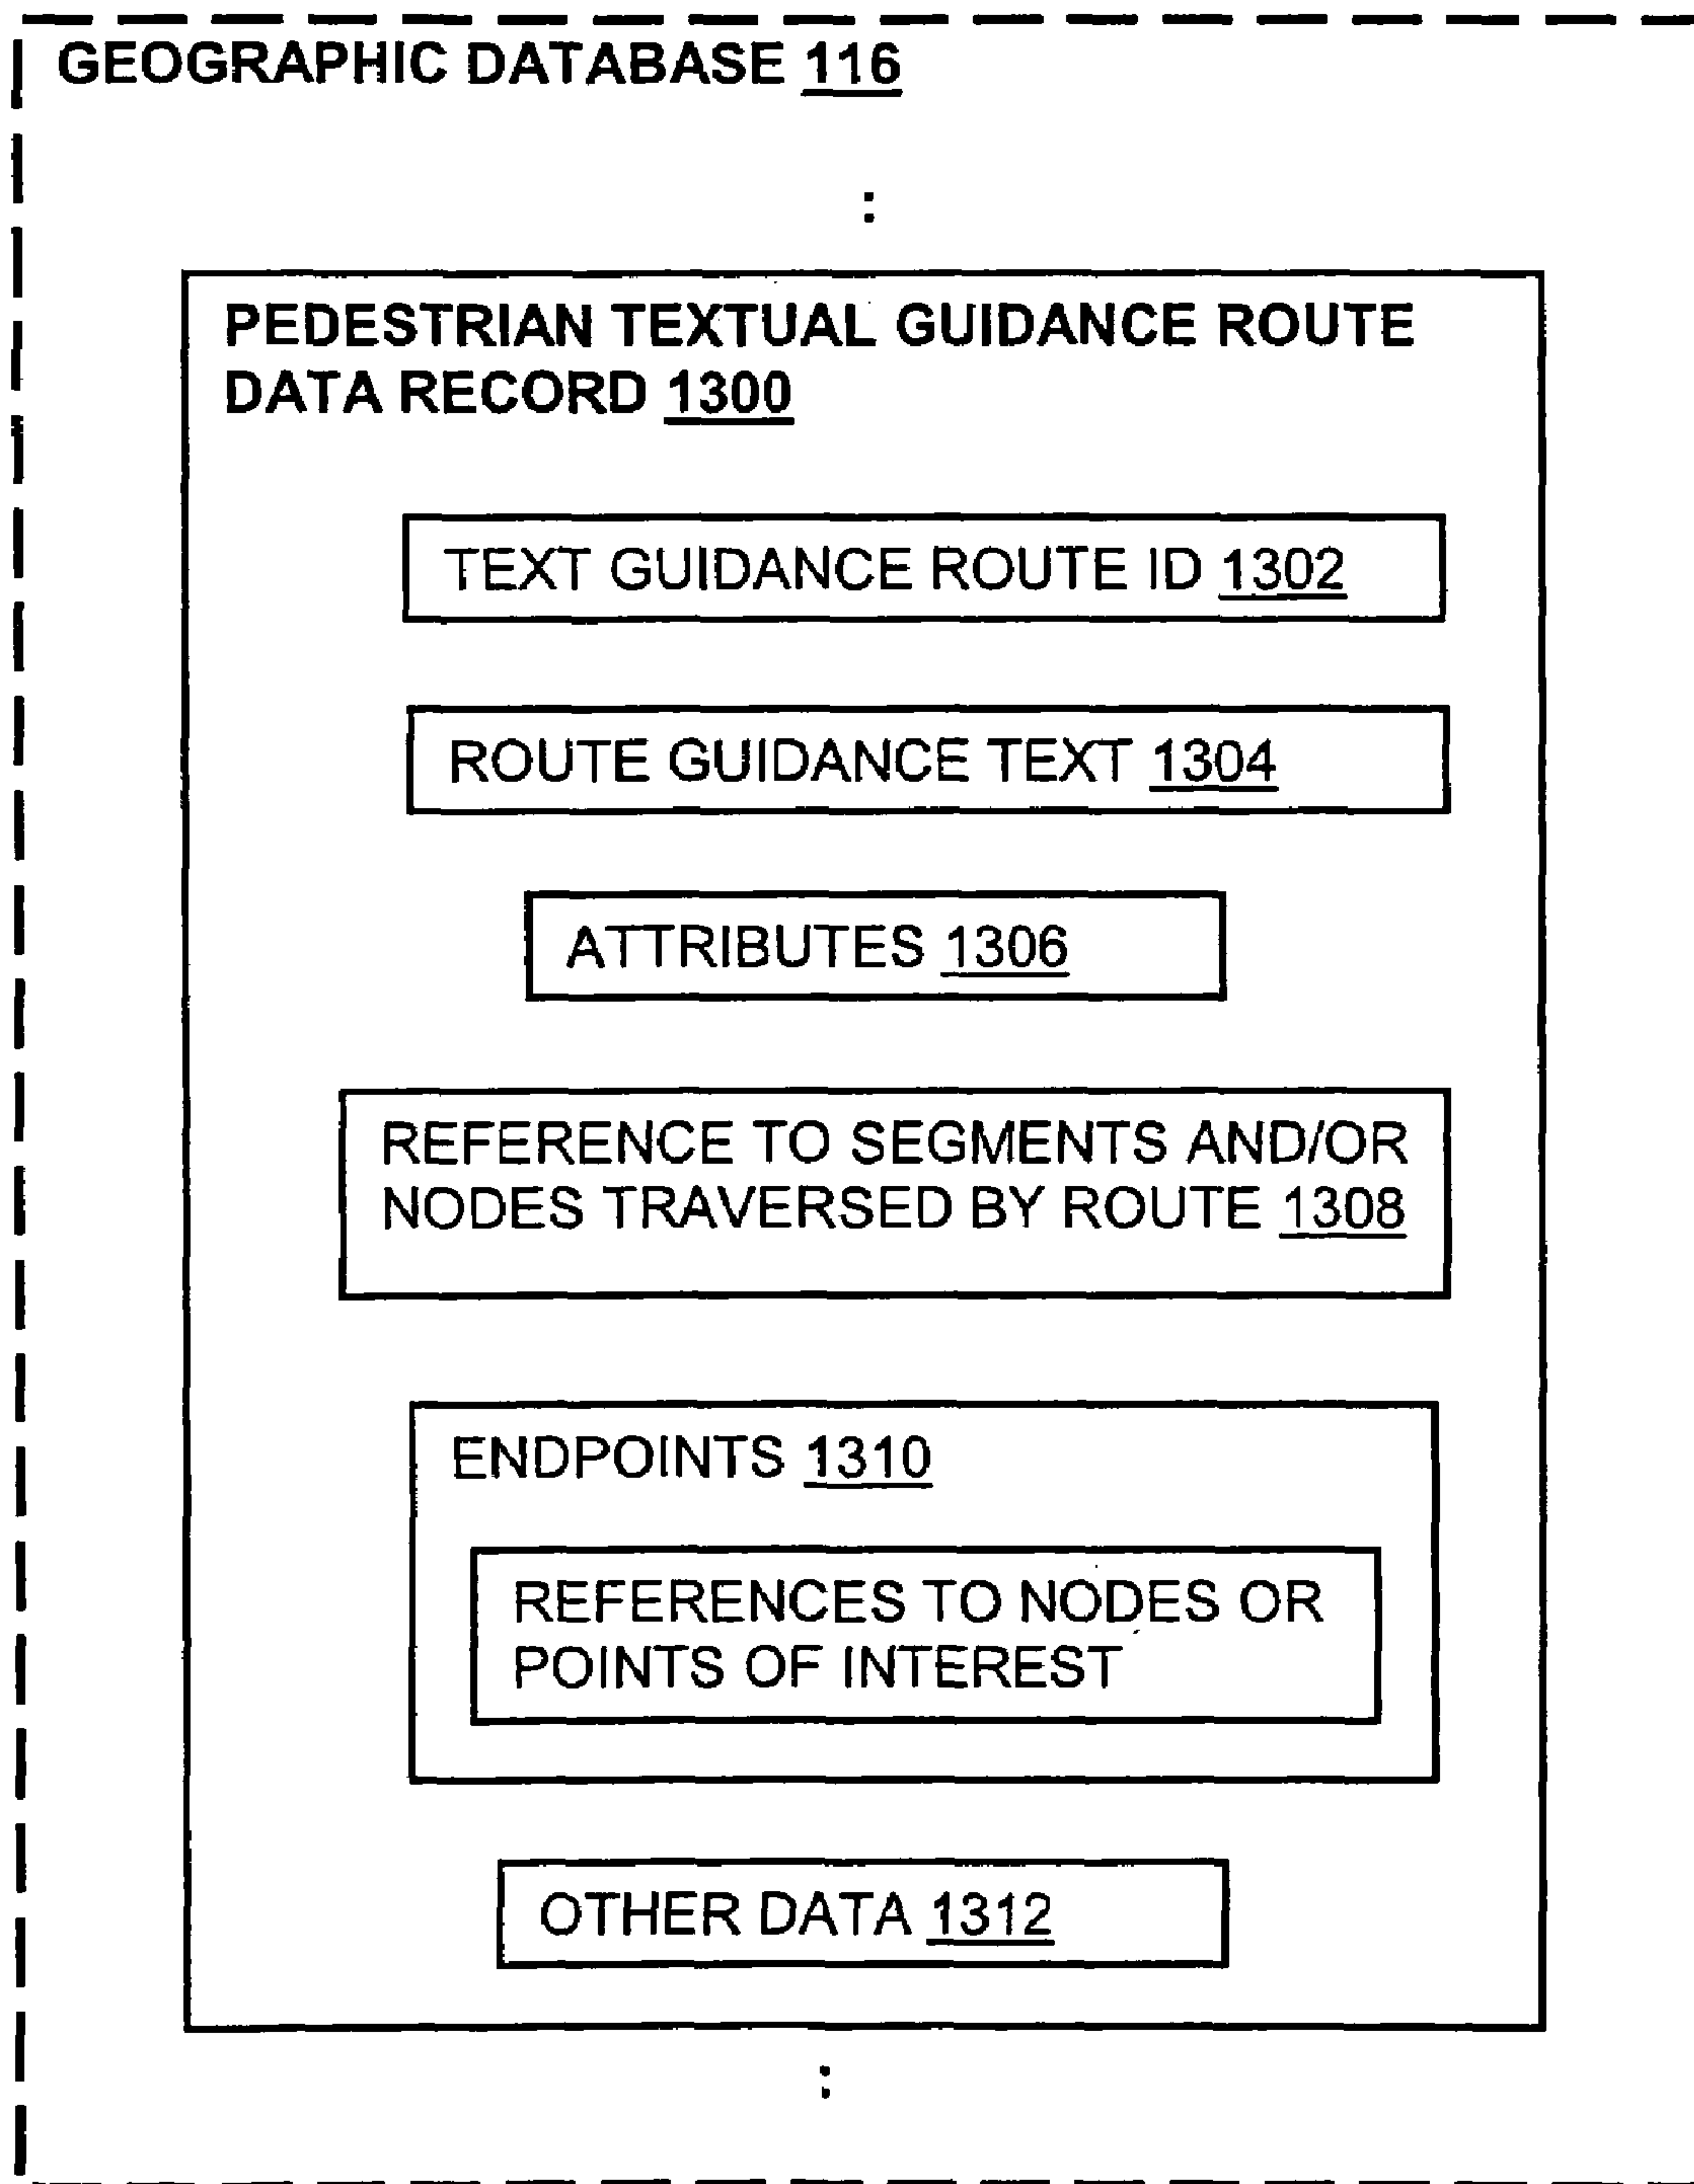 GEOGRAPHIC DATABASE 116
:
PEDESTRIAN TEXTUAL GUIDANCE ROUTE
DATA RECORD 1300
TEXT GUIDANCE ROUTE ID 1302
ROUTE GUIDANCE TEXT 1304
ATTRIBUTES 1306
REFERENCE TO SEGMENTS AND/OR
NODES TRAVERSED BY ROUTE 1308
ENDPOINTS 1310
REFERENCES TO NODES OR
POINTS OF INTEREST
OTHER DATA 1312
: